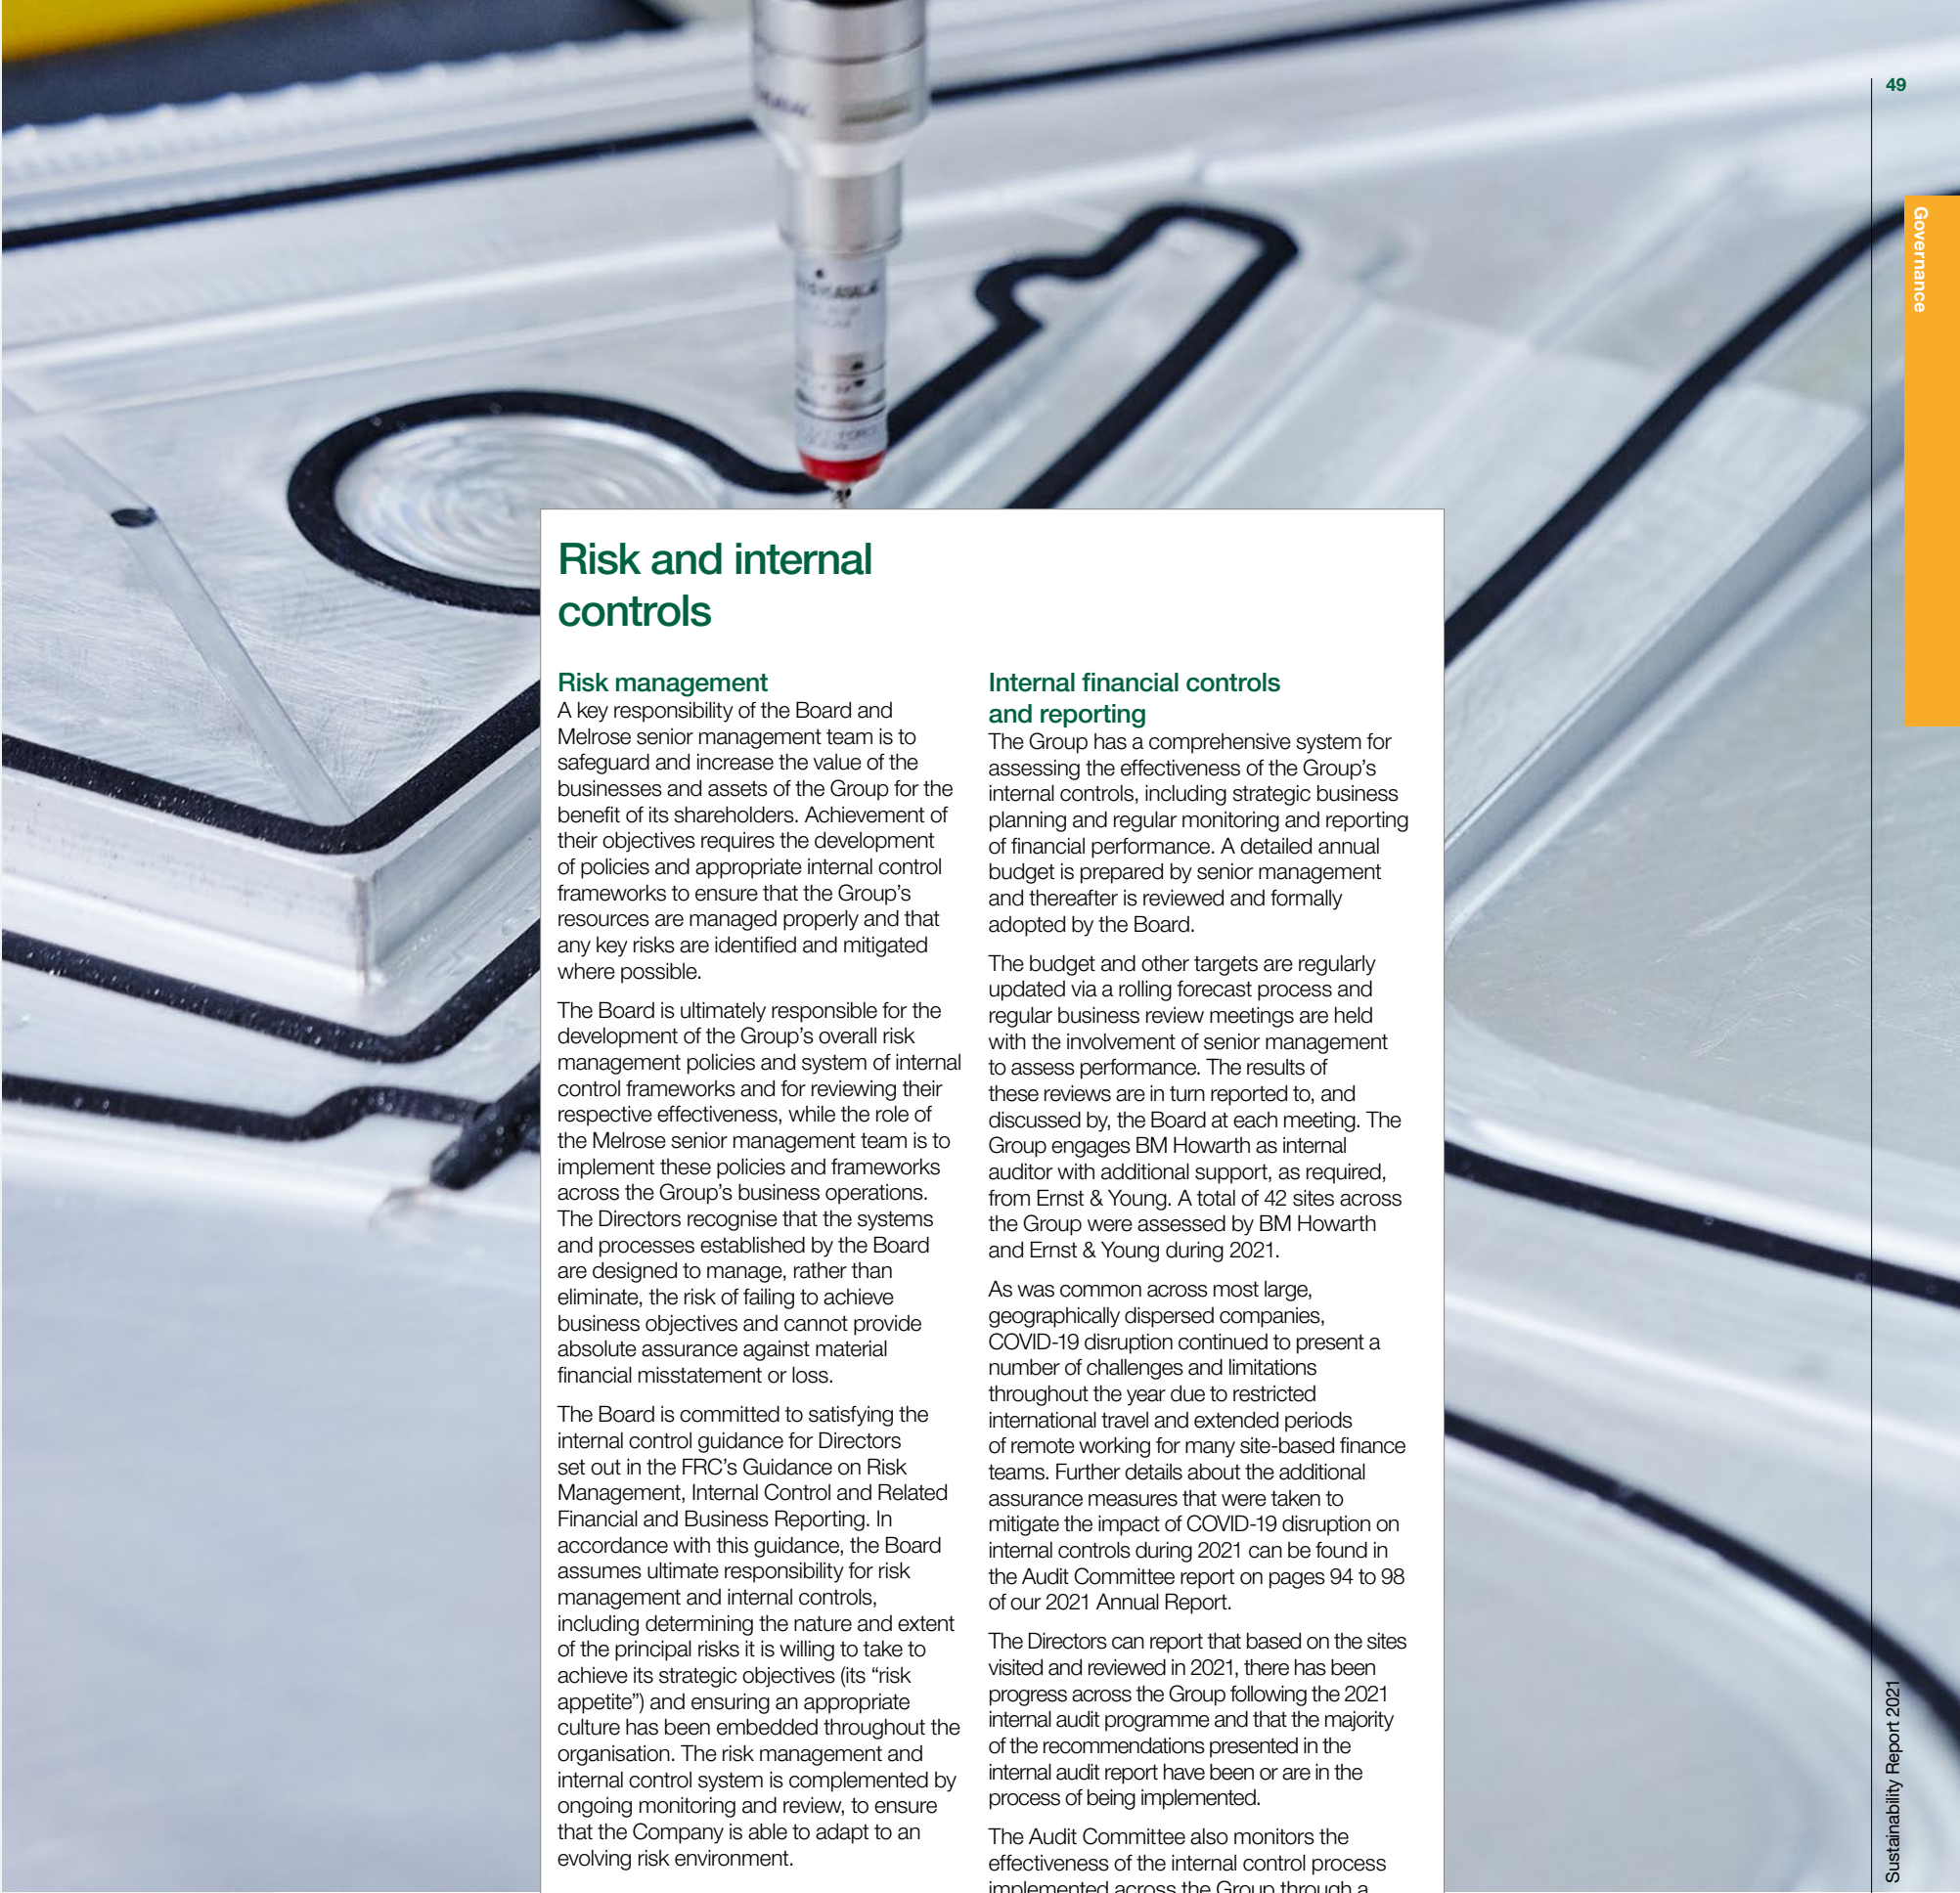 49
Governance
Risk and internal
controls
Risk management
A key responsibility of the Board and
Melrose senior management team is to
safeguard and increase the value of the
businesses and assets of the Group for the
benefit of its shareholders. Achievement of
their objectives requires the development
of policies and appropriate internal control
frameworks to ensure that the Group's
resources are managed properly and that
any key risks are identified and mitigated
where possible.
The Board is ultimately responsible for the
development of the Group's overall risk
management policies and system of internal
control frameworks and for reviewing their
respective effectiveness, while the role of
the Melrose senior management team is to
implement these policies and frameworks
across the Group's business operations.
The Directors recognise that the systems
and processes established by the Board
are designed to manage, rather than
eliminate, the risk of failing to achieve
business objectives and cannot provide
absolute assurance against material
financial misstatement or loss.
The Board is committed to satisfying the
internal control guidance for Directors
set out in the FRC's Guidance on Risk
Management, Internal Control and Related
Financial and Business Reporting. In
accordance with this guidance, the Board
assumes ultimate responsibility for risk
management and internal controls,
including determining the nature and extent
of the principal risks it is willing to take to
achieve its strategic objectives (its “risk
appetite”) and ensuring an appropriate
culture has been embedded throughout the
organisation. The risk management and
internal control system is complemented by
ongoing monitoring and review, to ensure
that the Company is able to adapt to an
evolving risk environment.
Internal financial controls
and reporting
The Group has a comprehensive system for
assessing the effectiveness of the Group's
internal controls, including strategic business
planning and regular monitoring and reporting
of financial performance. A detailed annual
budget is prepared by senior management
and thereafter is reviewed and formally
adopted by the Board.
The budget and other targets are regularly
updated via a rolling forecast process and
regular business review meetings are held
with the involvement of senior management
to assess performance. The results of
these reviews are in turn reported to, and
discussed by, the Board at each meeting. The
Group engages BM Howarth as internal
auditor with additional support, as required,
from Ernst & Young. A total of 42 sites across
the Group were assessed by BM Howarth
and Ernst & Young during 2021.
As was common across most large,
geographically dispersed companies,
COVID-19 disruption continued to present a
number of challenges and limitations
throughout the year due to restricted
international travel and extended periods
of remote working for many site-based finance
teams. Further details about the additional
assurance measures that were taken to
mitigate the impact of COVID-19 disruption on
internal controls during 2021 can be found in
the Audit Committee report on pages 94 to 98
of our 2021 Annual Report.
The Directors can report that based on the sites
visited and reviewed in 2021, there has been
progress across the Group following the 2021
internal audit programme and that the majority
of the recommendations presented in the
internal audit report have been or are in the
process of being implemented.
The Audit Committee also monitors the
effectiveness of the internal control process
implemented across the Group through a
Sustainability Report 2021